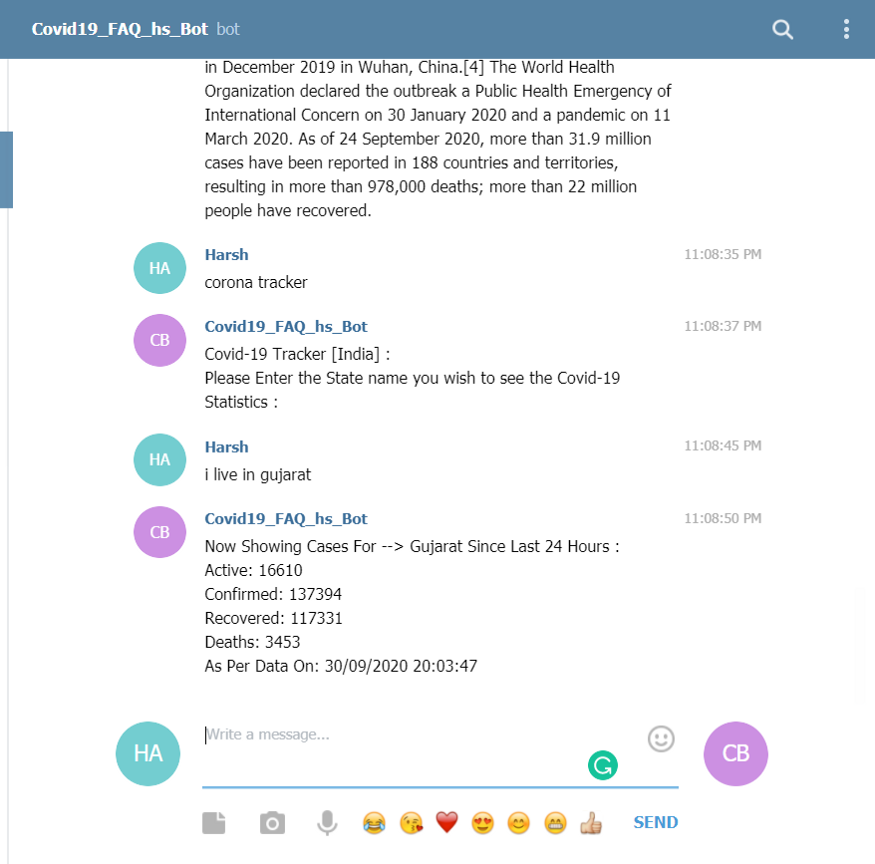 Covid19_FAQ_hs_Bot bot
in December 2019 in Wuhan, China.[4] The World Health
Organization declared the outbreak a Public Health Emergency of
International Concern on 30 January 2020 and a pandemic on 11
March 2020. As of 24 September 2020, more than 31.9 million
cases have been reported in 188 countries and territories,
resulting in more than 978,000 deaths; more than 22 million
people have recovered.
HA
Harsh
11:08:35 PM
corona tracker
CB
Covid19_FAQ_hs_Bot
11:08:37 PM
Covid-19 Tracker [India] :
Please Enter the State name you wish to see the Covid-19
Statistics :
HA
Harsh
11:08:45 PM
i live in gujarat
CB
Covid19_FAQ_hs_Bot
11:08:50 PM
Now Showing Cases For --> Gujarat Since Last 24 Hours :
Active: 16610
Confirmed: 137394
Recovered: 117331
Deaths: 3453
As Per Data On: 30/09/2020 20:03:47
HA
Write a message...
CB
SEND